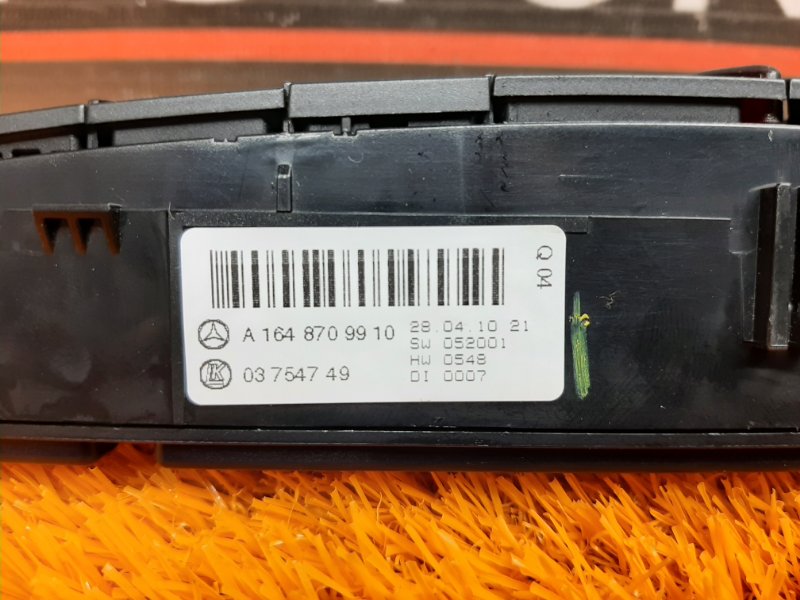 Q 04
A 164 870 99 10
28.04.10 21
SW 052001
HW 0548
DI 0007
03 7547 49